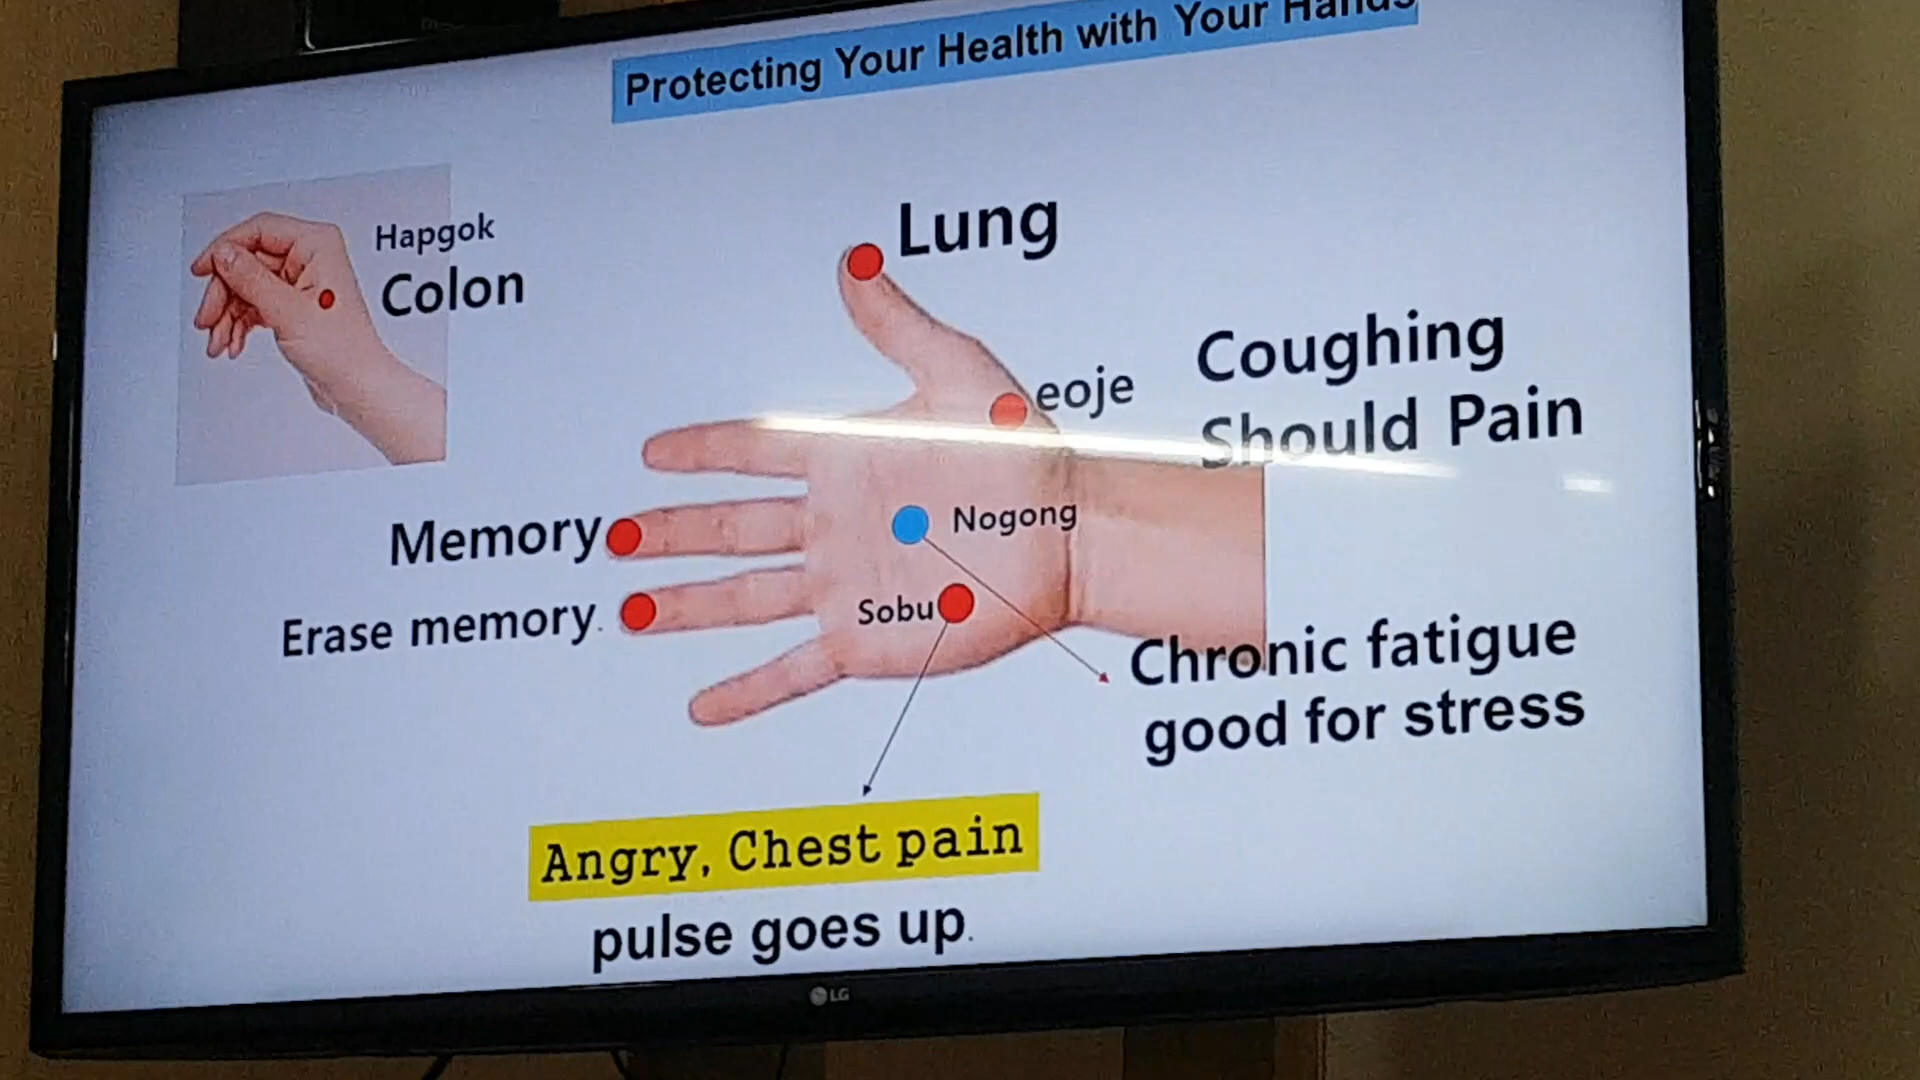 Protecting Your Health with Your Hands
Hapgok
Colon
Lung
eoje
Coughing
Should Pain
Memory
Nogong
Erase memory.
Sobu
Chronic fatigue
good for stress
Angry, Chest pain
pulse goes up.
LG